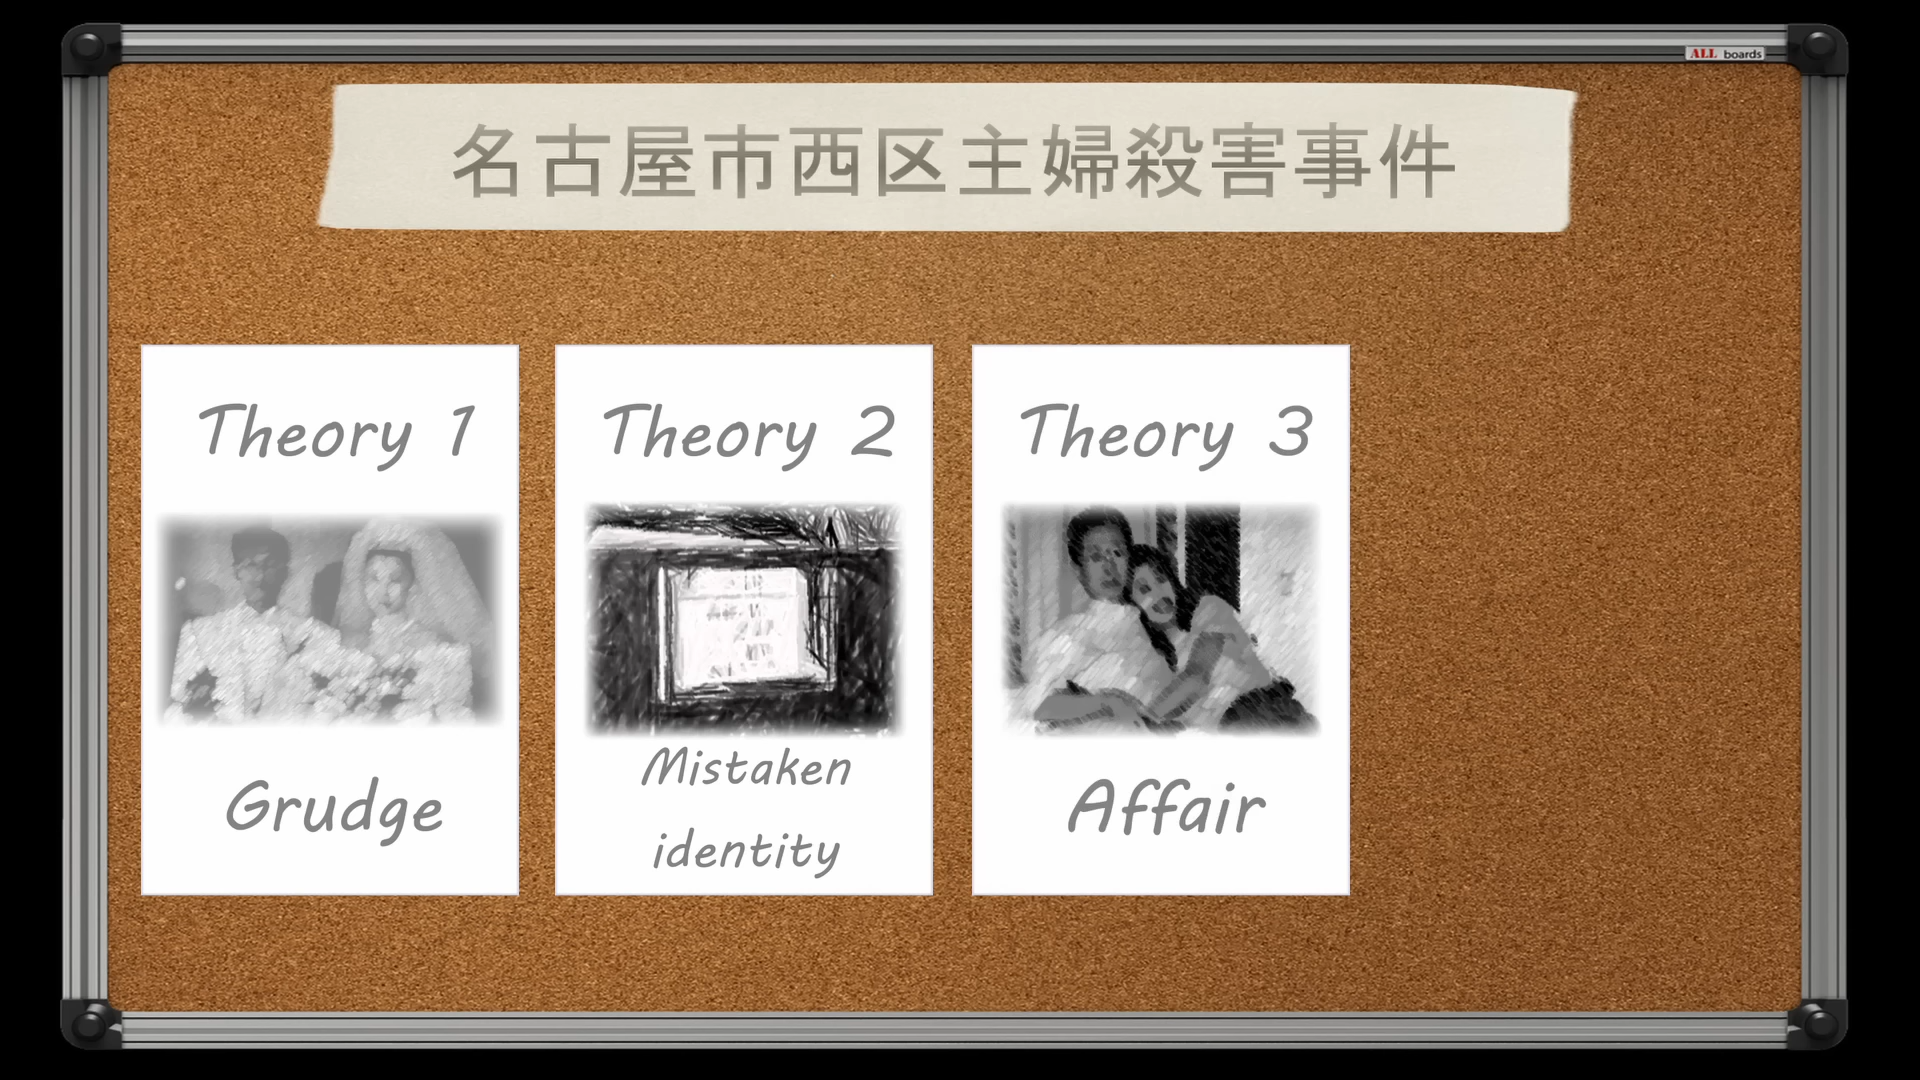 ALL boards
名古屋市西区主婦殺害事件
Theory 1
Grudge
Theory 2
Mistaken
identity
Theory 3
Affair